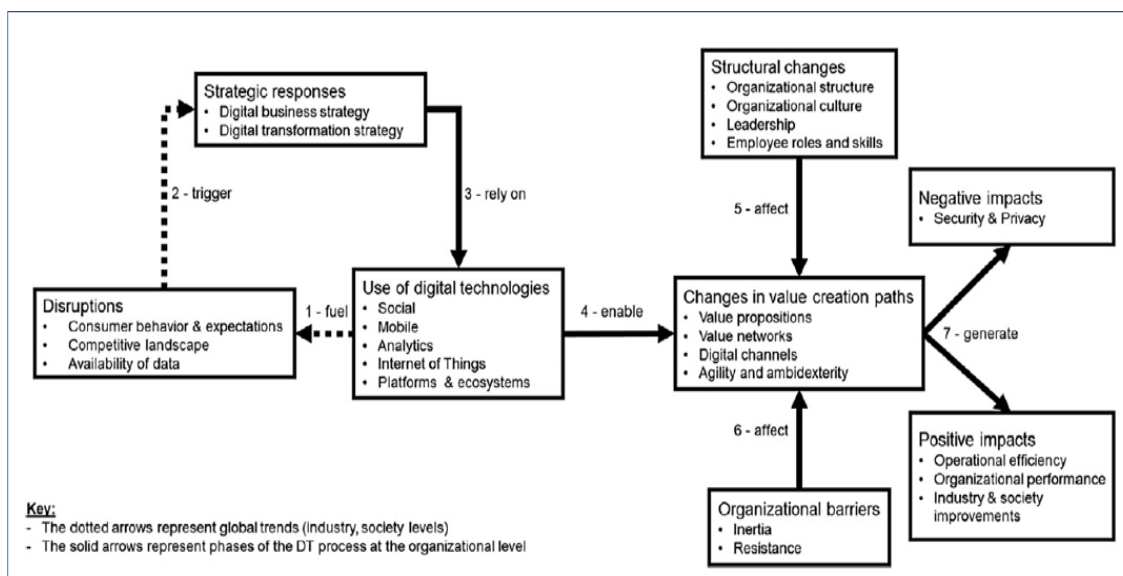 Strategic responses
• Digital business strategy
• Digital transformation strategy
Structural changes
• Organizational structure
• Organizational culture
• Leadership
• Employee roles and skills
2 - trigger
3 - rely on
5 - affect
Negative impacts
• Security & Privacy
Disruptions
• Consumer behavior & expectations
• Competitive landscape
• Availability of data
1 - fuel
Use of digital technologies
• Social
• Mobile
• Analytics
• Internet of Things
• Platforms & ecosystems
4 - enable
Changes in value creation paths
• Value propositions
• Value networks
• Digital channels
• Agility and ambidexterity
7 - generate
6 - affect
Positive impacts
• Operational efficiency
• Organizational performance
• Industry & society
improvements
Organizational barriers
• Inertia
• Resistance
Key:
- The dotted arrows represent global trends (industry, society levels)
- The solid arrows represent phases of the DT process at the organizational level